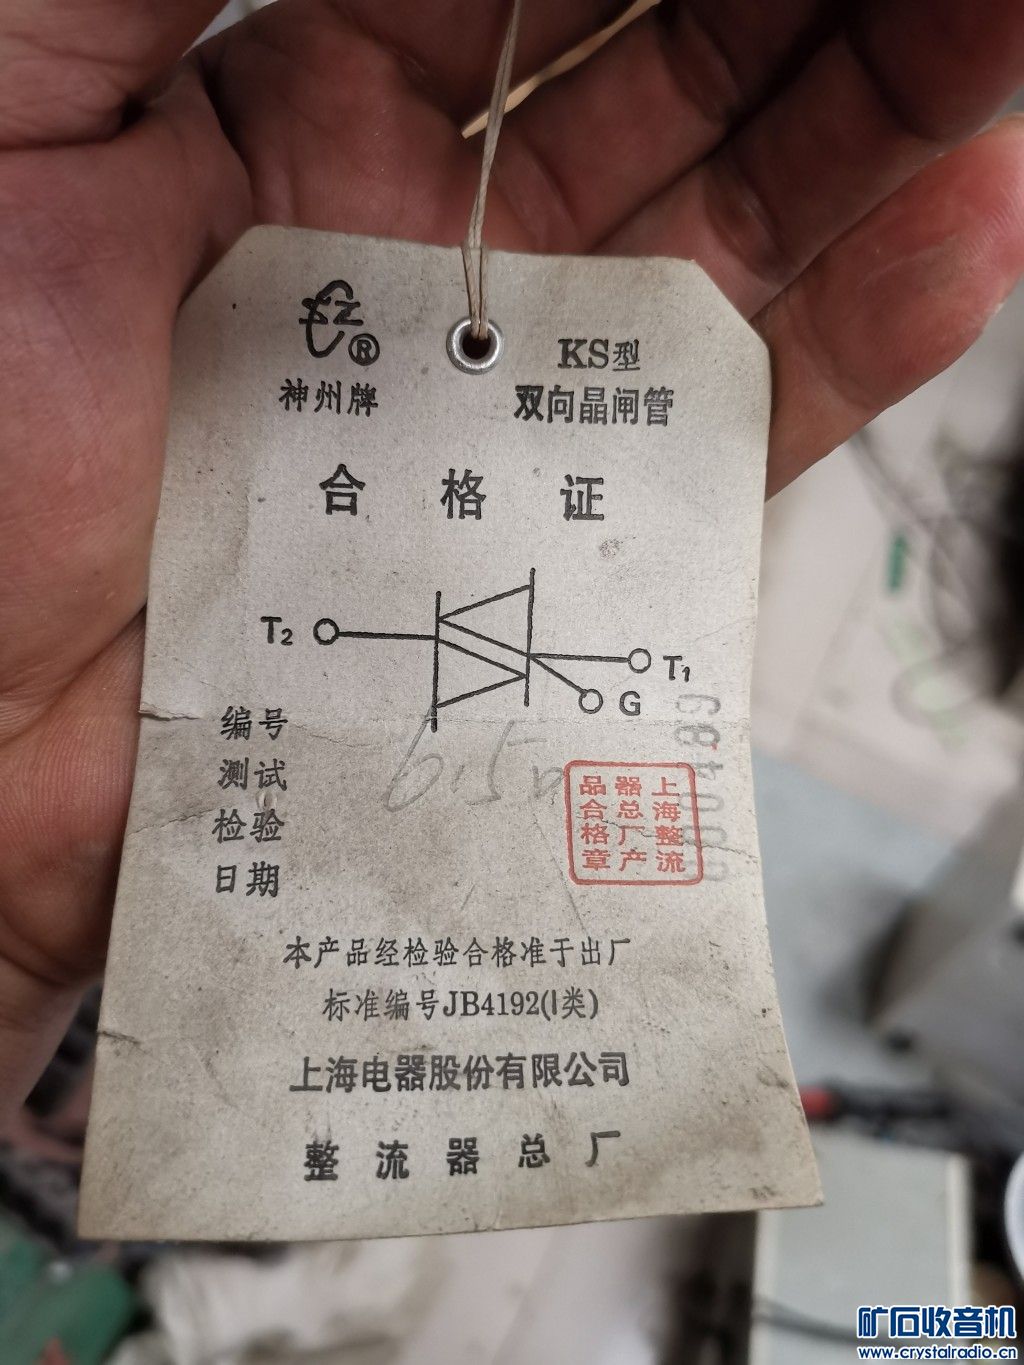 SZ
®
神州牌
KS型
双向晶闸管
合格证
T₂
T₁
G
编号
测试
检验
日期
上海整流
器总厂产
品合格章
本产品经检验合格准于出厂
标准编号JB4192(I类)
上海电器股份有限公司
整流器总厂
矿石收音机
www.crystalradio.cn